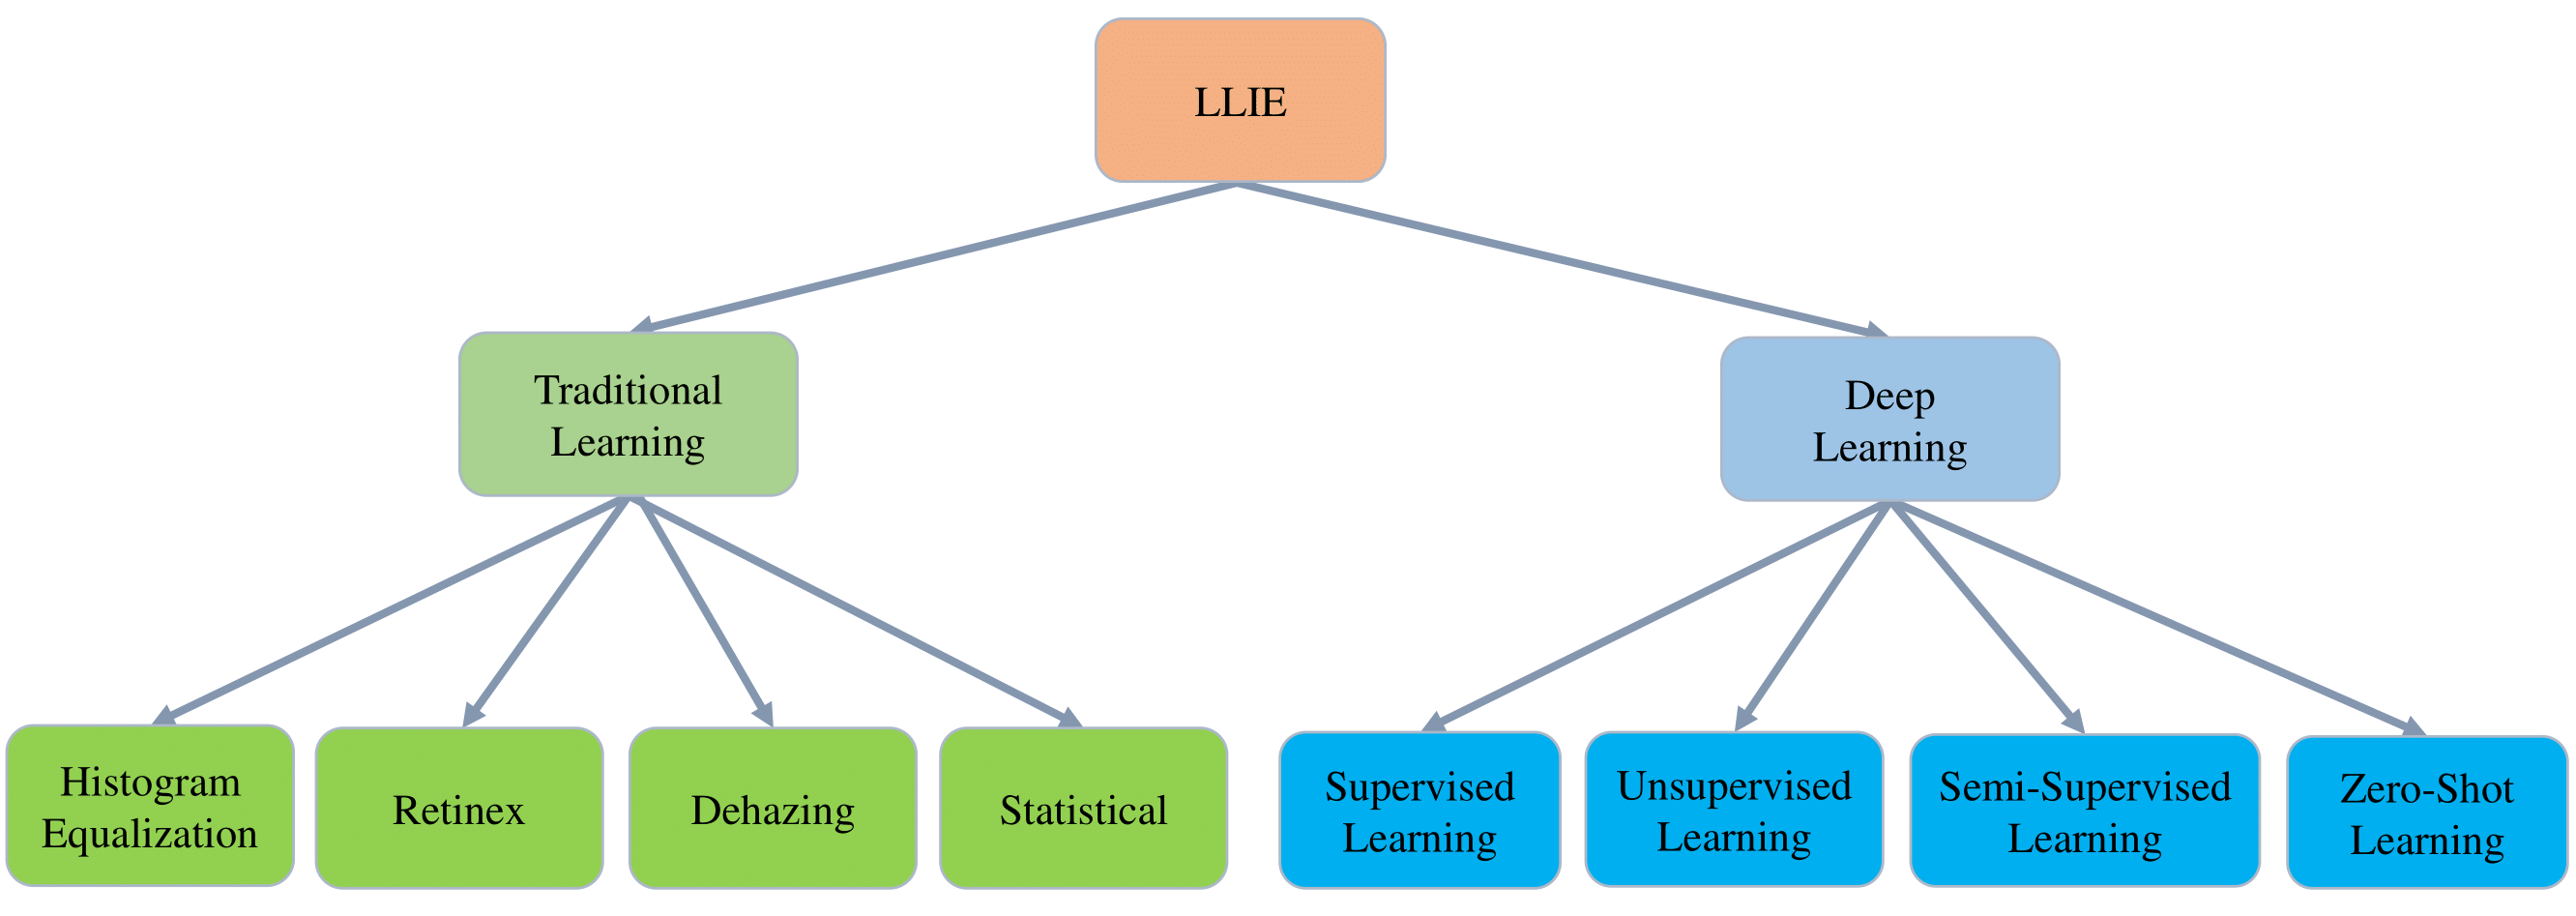 LLIE
Traditional
Learning
Deep
Learning
Histogram
Equalization
Retinex
Dehazing
Statistical
Supervised
Learning
Unsupervised
Learning
Semi-Supervised
Learning
Zero-Shot
Learning